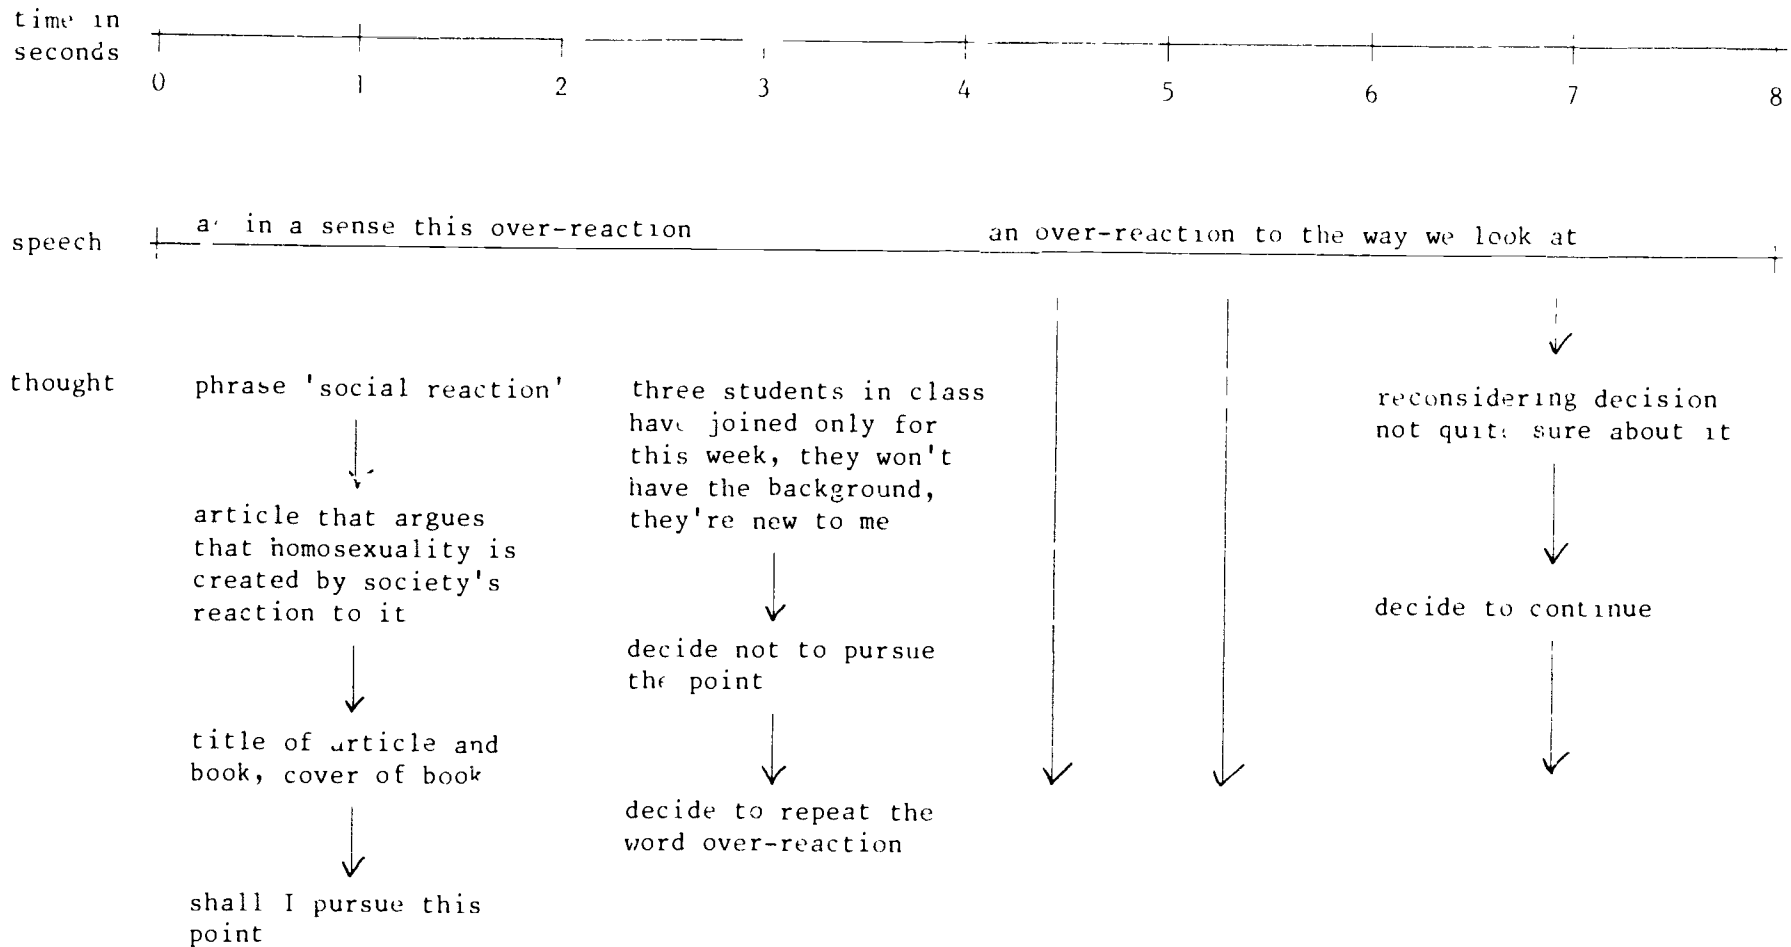 time in
seconds
0 1 2 3 4 5 6 7 8
speech
in a sense this over-reaction
an over-reaction to the way we look at
thought
phrase 'social reaction'
article that argues
that homosexuality is
created by society's
reaction to it
title of article and
book, cover of book
shall I pursue this
point
three students in class
have joined only for
this week, they won't
have the background,
they're new to me
decide not to pursue
the point
decide to repeat the
word over-reaction
reconsidering decision
not quite sure about it
decide to continue